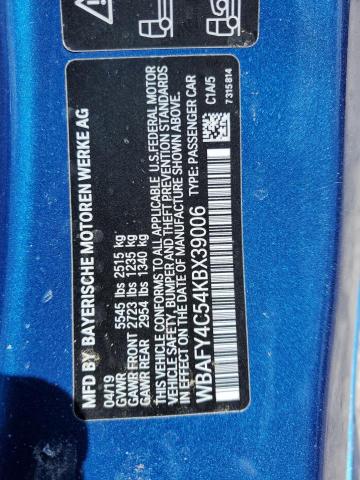 MFD BY BAYERISCHE MOTOREN WERKE AG
04/19
GVWR 5545 lbs 2515 kg
GAWR FRONT 2723 lbs 1235 kg
GAWR REAR 2954 lbs 1340 kg
THIS VEHICLE CONFORMS TO ALL APPLICABLE U.S.FEDERAL MOTOR
VEHICLE SAFETY, BUMPER AND THEFT PREVENTION STANDARDS
IN EFFECT ON THE DATE OF MANUFACTURE SHOWN ABOVE.
WBAFY4C54KBX39006 TYPE: PASSENGER CAR
C1A/5
7315814